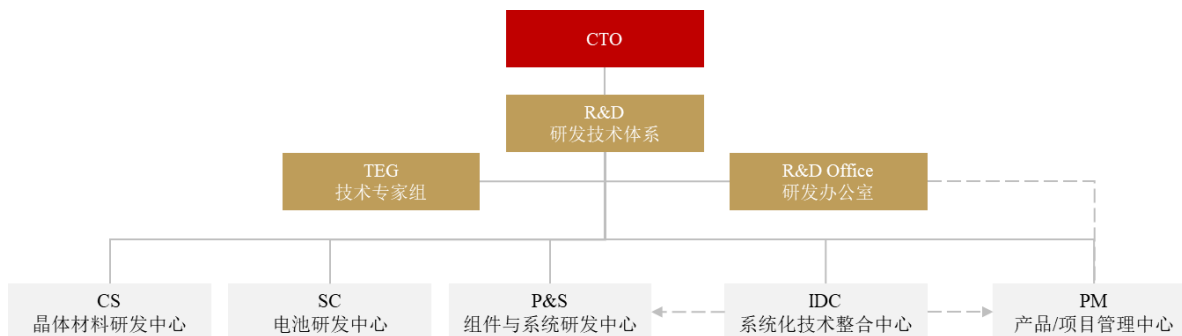 CTO
R&D
研发技术体系
TEG
技术专家组
R&D Office
研发办公室
CS
晶体材料研发中心
SC
电池研发中心
P&S
组件与系统研发中心
IDC
系统化技术整合中心
PM
产品/项目管理中心